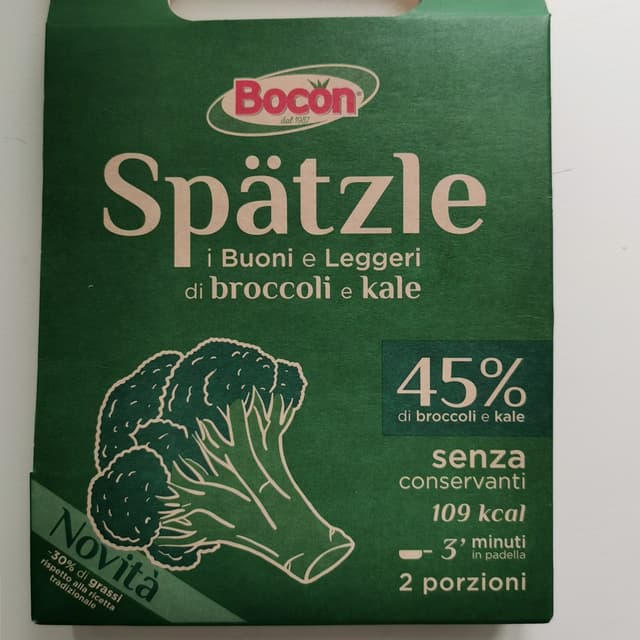 Bocon®
dal 1987
Spätzle
i Buoni e Leggeri
di broccoli e kale
45%
di broccoli e kale
senza
conservanti
109 kcal
3' minuti
in padella
2 porzioni
Novità
-30% di grassi
rispetto alla ricetta
tradizionale